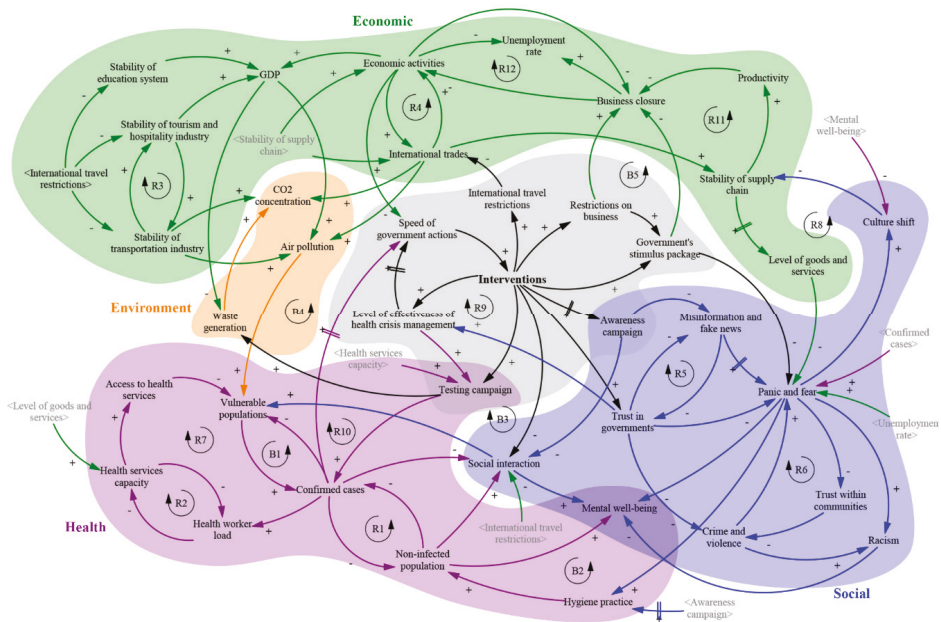 Economic
Stability of
education system
GDP
Economic activities
Unemployment
rate
R12
Business closure
Productivity
R11
R4
<Stability of supply
chain>
Stability of tourism and
hospitality industry
<International travel
restrictions>
R3
International trades
<Mental
well-being>
Stability of supply
chain
CO2
concentration
International travel
restrictions
Restrictions on
business
B5
R8
Culture shift
Stability of
transportation industry
Air pollution
Speed of
government actions
Government's
stimulus package
Level of goods and
services
Interventions
Environment
waste
generation
B4
R9
Level of effectiveness of
health crisis management
Awareness
campaign
Misinformation and
fake news
<Confirmed
cases>
<Health services
capacity>
Testing campaign
R5
Panic and fear
Access to health
services
Vulnerable
populations
<Level of goods and
services>
R7
B1
R10
B3
Trust in
governments
<Unemploymen
rate>
Health services
capacity
R2
Confirmed cases
Social interaction
R6
Trust within
communities
Health
Health worker
load
R1
<International travel
restrictions>
Mental well-being
Crime and
violence
Racism
Non-infected
population
B2
Hygiene practice
<Awareness
campaign>
Social